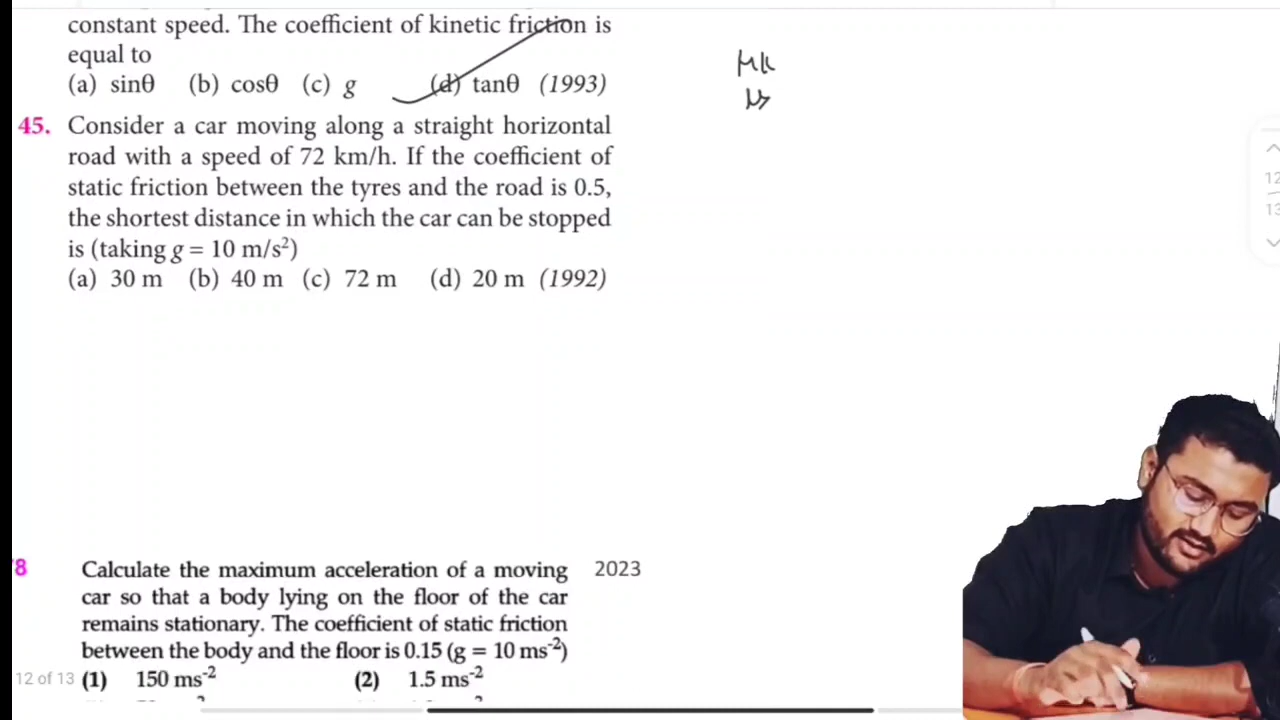 constant speed. The coefficient of kinetic friction is
equal to
(a) sinθ (b) cosθ (c) g (d) tanθ (1993)
μk
45. Consider a car moving along a straight horizontal
road with a speed of 72 km/h. If the coefficient of
static friction between the tyres and the road is 0.5,
the shortest distance in which the car can be stopped
is (taking g = 10 m/s²)
(a) 30 m (b) 40 m (c) 72 m (d) 20 m (1992)
12
13
78 Calculate the maximum acceleration of a moving 2023
car so that a body lying on the floor of the car
remains stationary. The coefficient of static friction
between the body and the floor is 0.15 (g = 10 ms⁻²)
12 of 13 (1) 150 ms⁻² (2) 1.5 ms⁻²